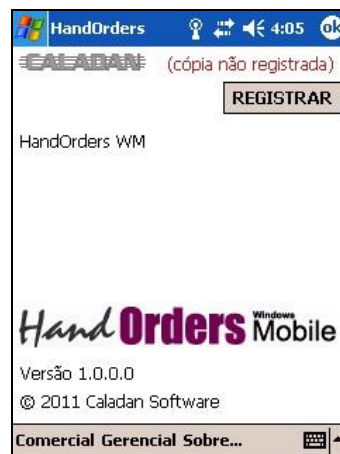 HandOrders 4:05 ok
CALADAN (cópia não registrada)
REGISTRAR
HandOrders WM
Hand Orders Windows Mobile
Versão 1.0.0.0
© 2011 Caladan Software
Comercial Gerencial Sobre...